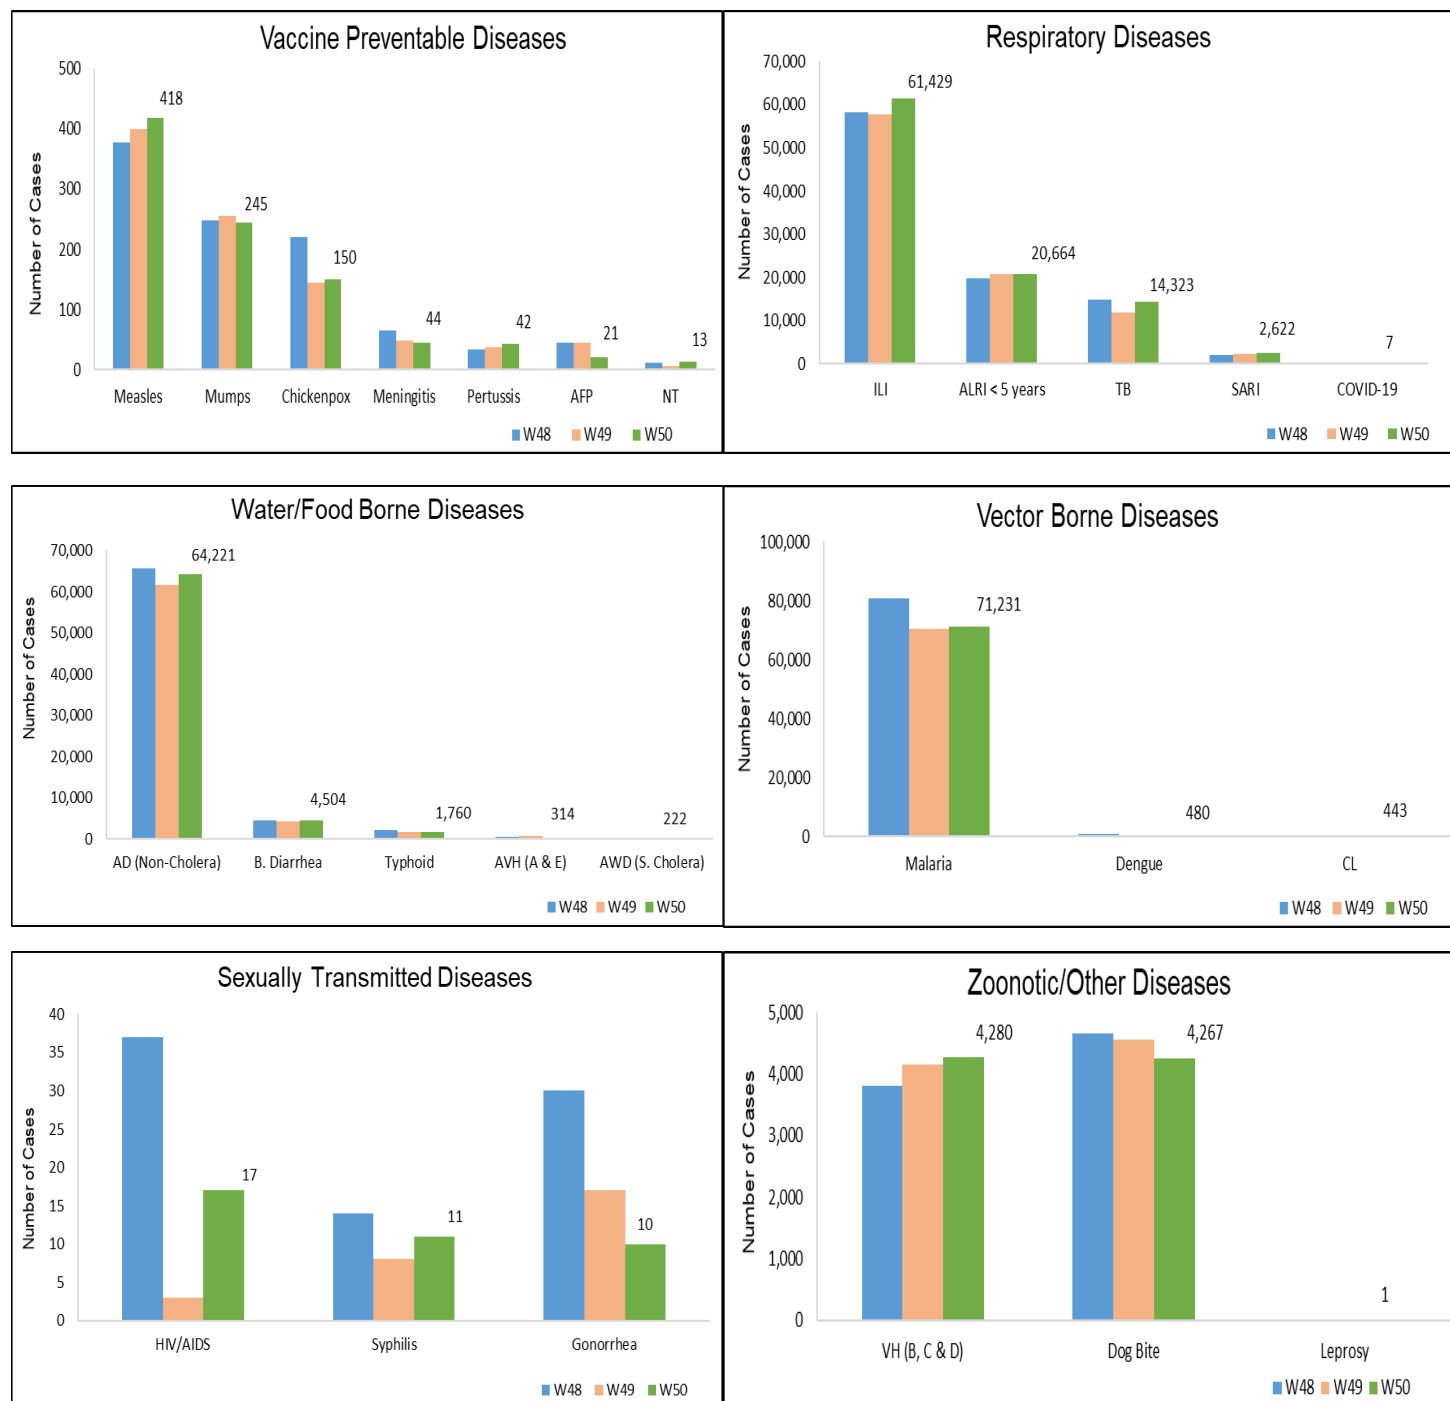 Vaccine Preventable Diseases
Number of Cases
500
400
300
200
100
0
418
245
150
44
42
21
13
Measles Mumps Chickenpox Meningitis Pertussis AFP NT
W48 W49 W50
Respiratory Diseases
Number of Cases
70,000
60,000
50,000
40,000
30,000
20,000
10,000
0
61,429
20,664
14,323
2,622
7
ILI ALRI < 5 years TB SARI COVID-19
W48 W49 W50
Water/Food Borne Diseases
Number of Cases
70,000
60,000
50,000
40,000
30,000
20,000
10,000
0
64,221
4,504
1,760
314
222
AD (Non-Cholera) B. Diarrhea Typhoid AVH (A & E) AWD (S. Cholera)
W48 W49 W50
Vector Borne Diseases
Number of Cases
100,000
80,000
60,000
40,000
20,000
0
71,231
480
443
Malaria Dengue CL
W48 W49 W50
Sexually Transmitted Diseases
Number of Cases
40
35
30
25
20
15
10
5
0
17
11
10
HIV/AIDS Syphilis Gonorrhea
W48 W49 W50
Zoonotic/Other Diseases
Number of Cases
5,000
4,000
3,000
2,000
1,000
0
4,280
4,267
1
VH (B, C & D) Dog Bite Leprosy
W48 W49 W50